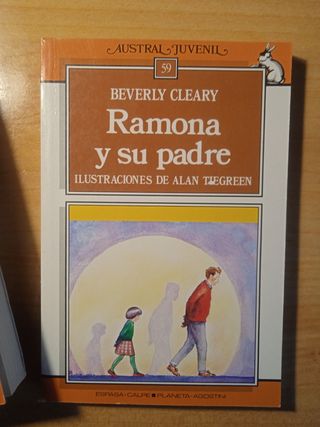 AUSTRAL JUVENIL
59
BEVERLY CLEARY
Ramona
y su padre
ILUSTRACIONES DE ALAN TIEGREEN
ESPASA-CALPE ■ PLANETA-AGOSTINI